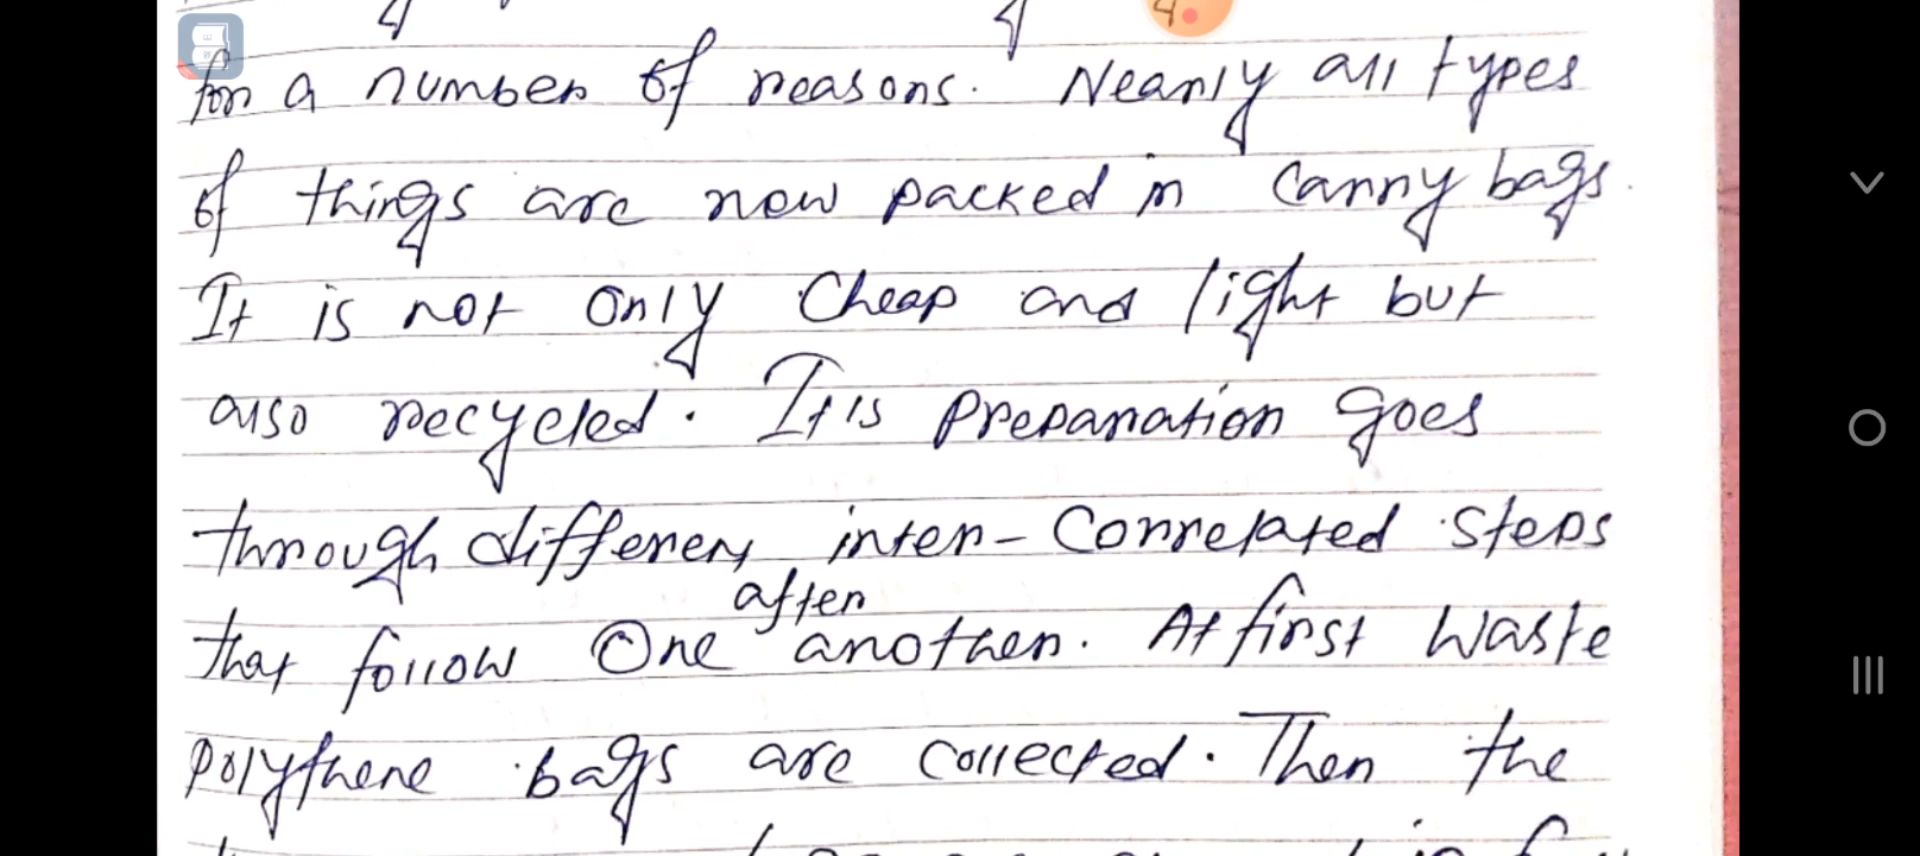 for a number of reasons. Nearly all types
of things are now packed in Carry bags.
It is not only Cheap and light but
also recycled. It is preparation goes
through different inter-Correlated Steps
after
that follow One another. At first Waste
polythene bags are collected. Then the